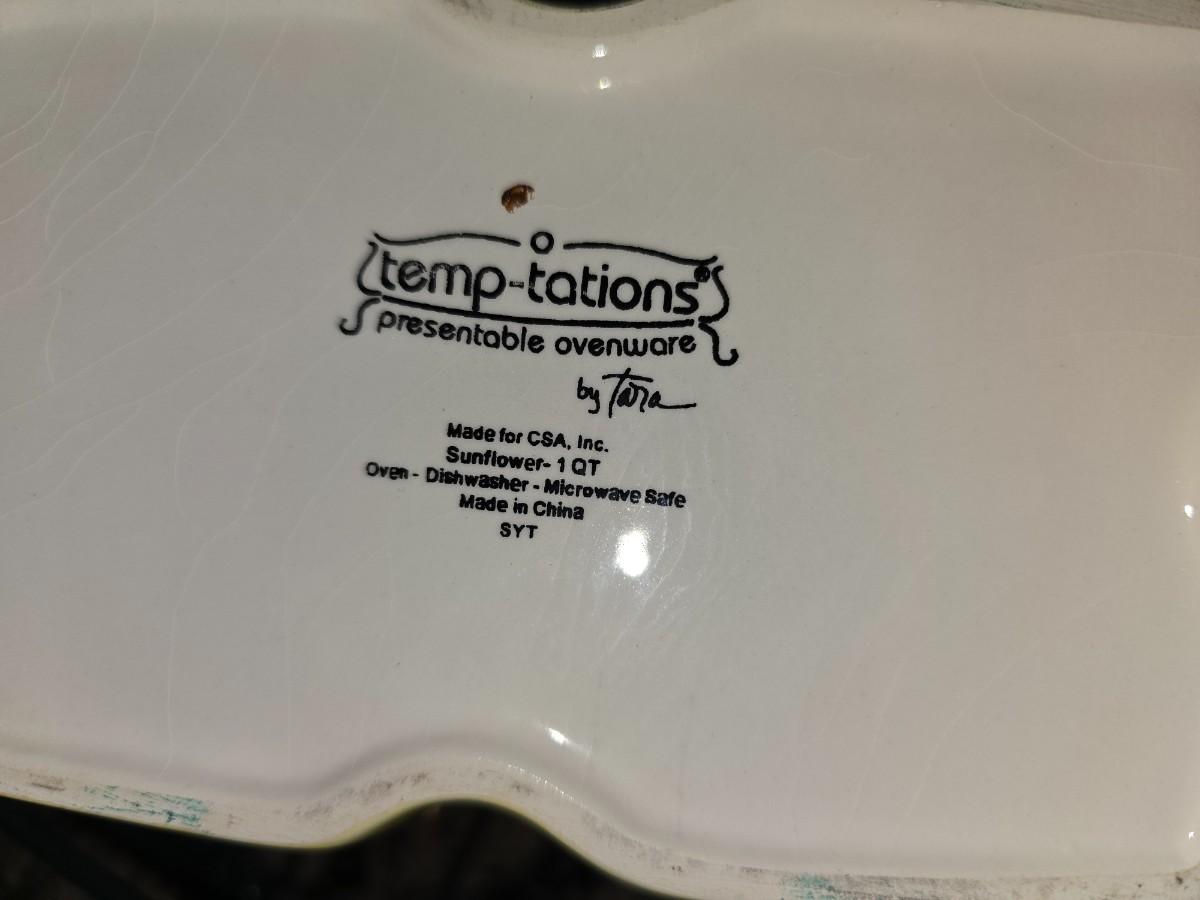 temp-tations®
presentable ovenware
by Tara
Made for CSA, Inc.
Sunflower- 1 QT
Oven - Dishwasher - Microwave Safe
Made in China
SYT